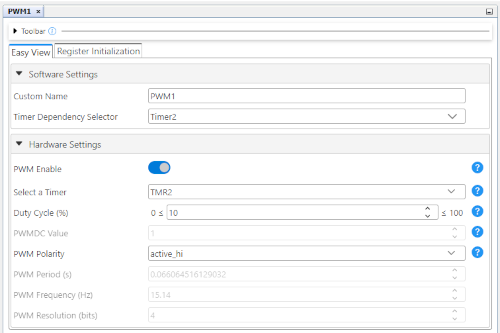 PWM1 ×
Toolbar
Easy View Register Initialization
Software Settings
Custom Name PWM1
Timer Dependency Selector Timer2
Hardware Settings
PWM Enable ?
Select a Timer TMR2 ?
Duty Cycle (%) 0 ≤ 10 ≤ 100 ?
PWMDC Value 1 ?
PWM Polarity active_hi ?
PWM Period (s) 0.066064516129032
PWM Frequency (Hz) 15.14
PWM Resolution (bits) 4